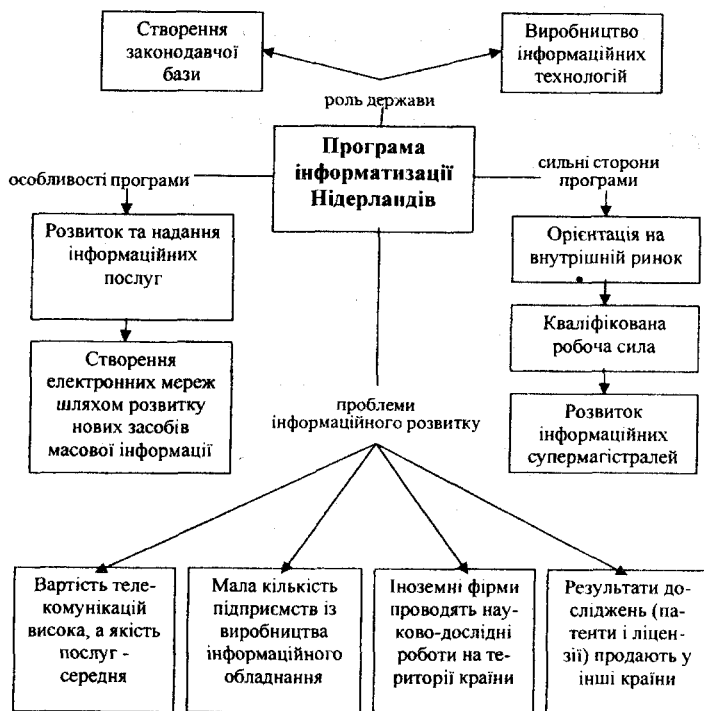 Створення
законодавчої
бази
Виробництво
інформаційних
технологій
роль держави
Програма
інформатизації
Нідерландів
особливості програми
сильні сторони
програми
Розвиток та надання
інформаційних
послуг
Створення
електронних мереж
шляхом розвитку
нових засобів
масової інформації
Орієнтація на
внутрішній ринок
Кваліфікована
робоча сила
Розвиток
інформаційних
супермагістралей
проблеми
інформаційного розвитку
Вартість теле-
комунікацій
висока, а якість
послуг -
середня
Мала кількість
підприємств із
виробництва
інформаційного
обладнання
Іноземні фірми
проводять нау-
ково-дослідні
роботи на те-
риторії країни
Результати до-
сліджень (па-
тенти і ліцен-
зії) продають у
інші країни